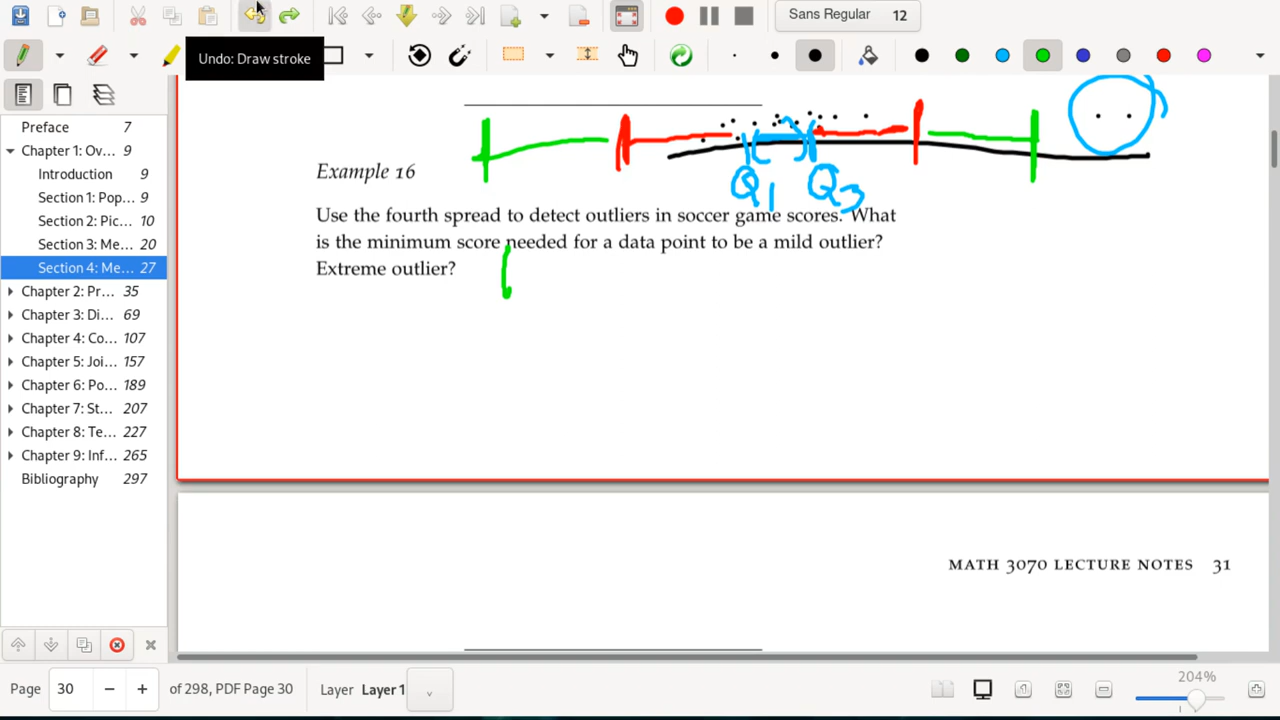 Sans Regular 12
Undo: Draw stroke
Preface 7
Chapter 1: Ov... 9
Introduction 9
Section 1: Pop... 9
Section 2: Pic... 10
Section 3: Me... 20
Section 4: Me... 27
Chapter 2: Pr... 35
Chapter 3: Di... 69
Chapter 4: Co... 107
Chapter 5: Joi... 157
Chapter 6: Po... 189
Chapter 7: St... 207
Chapter 8: Te... 227
Chapter 9: Inf... 265
Bibliography 297
Q1 Q3
Example 16
Use the fourth spread to detect outliers in soccer game scores. What
is the minimum score needed for a data point to be a mild outlier?
Extreme outlier?
MATH 3070 LECTURE NOTES 31
Page 30 of 298, PDF Page 30 Layer Layer 1 204%